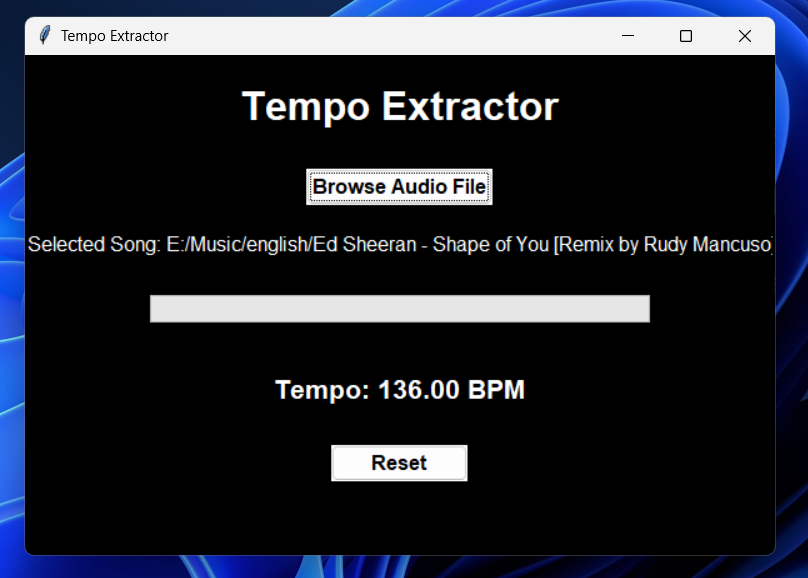 Tempo Extractor
Tempo Extractor
Browse Audio File
Selected Song: E:/Music/english/Ed Sheeran - Shape of You [Remix by Rudy Mancuso]
Tempo: 136.00 BPM
Reset